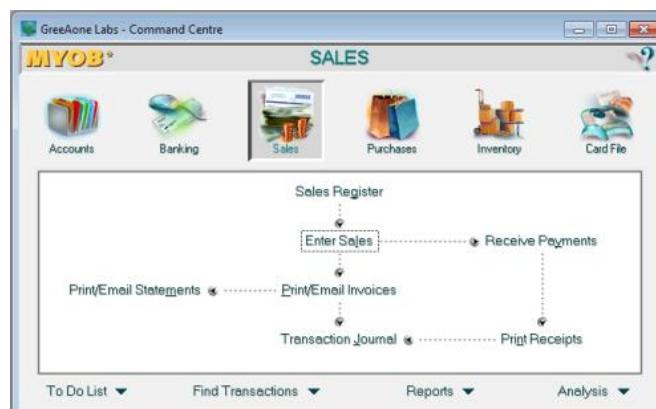 GreeAone Labs - Command Centre
MYOB SALES ?
Accounts Banking Sales Purchases Inventory Card File
Sales Register
Enter Sales Receive Payments
Print/Email Statements Print/Email Invoices
Transaction Journal Print Receipts
To Do List Find Transactions Reports Analysis